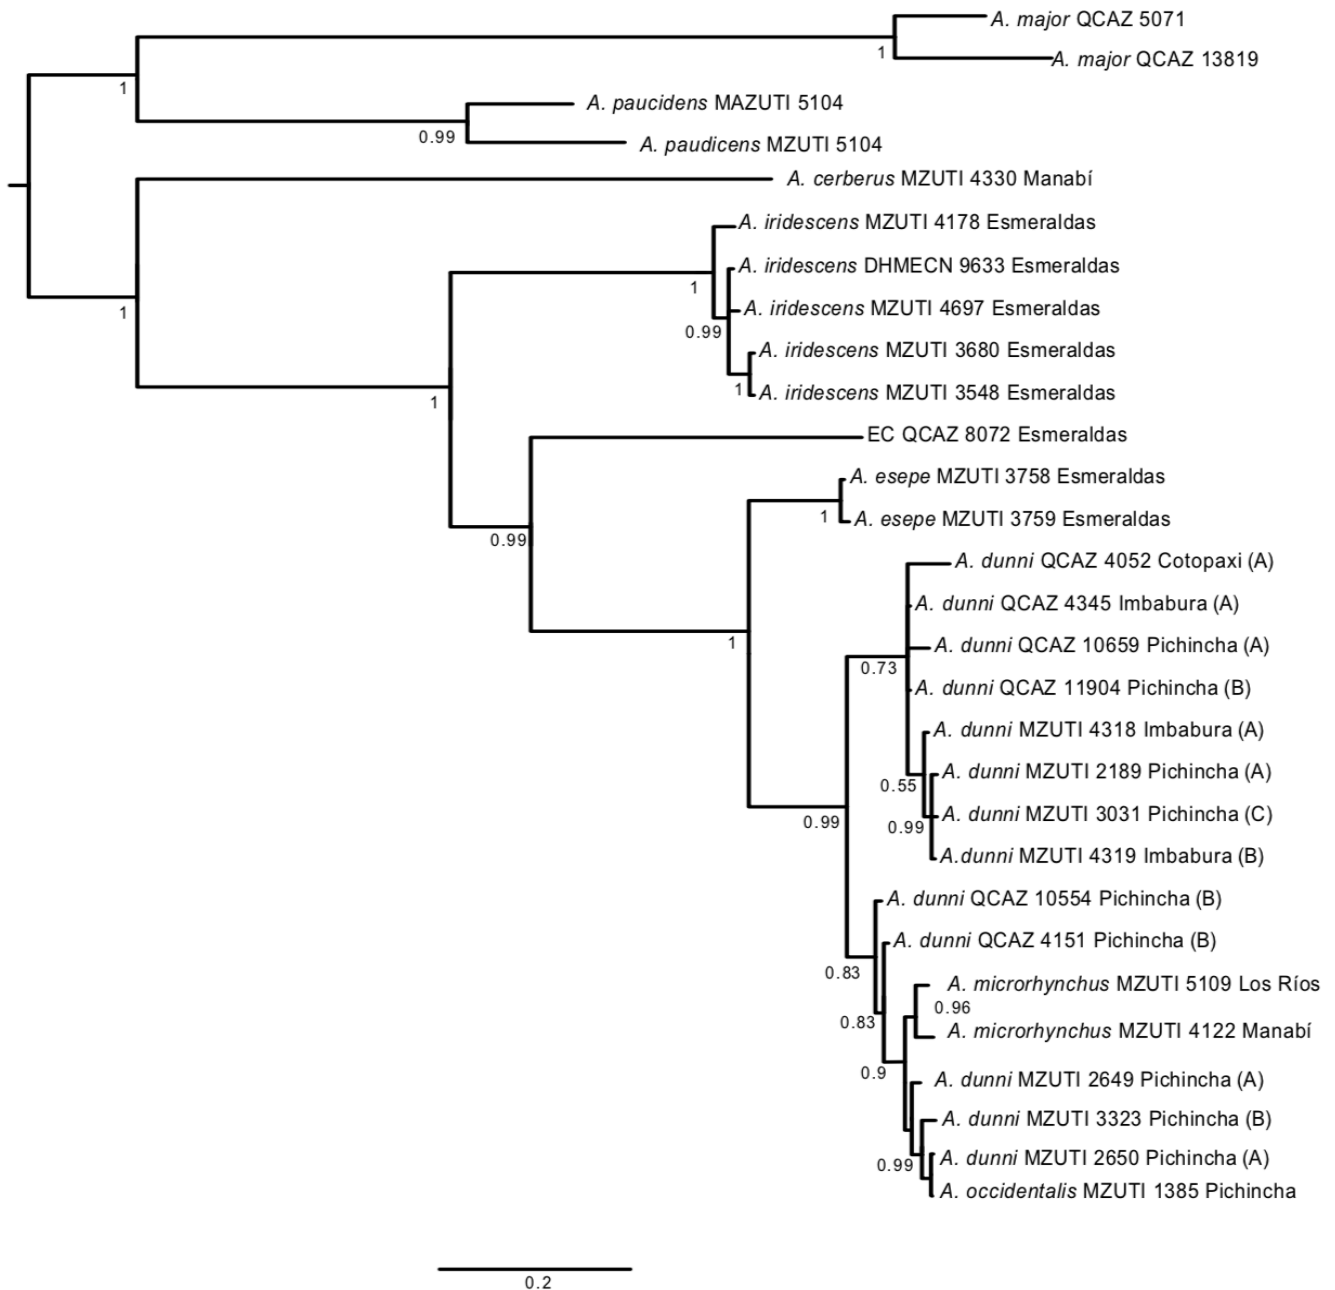 A. major QCAZ 5071
1
A. major QCAZ 13819
1
A. paucidens MAZUTI 5104
0.99
A. paudicens MZUTI 5104
A. cerberus MZUTI 4330 Manabí
A. iridescens MZUTI 4178 Esmeraldas
A. iridescens DHMECN 9633 Esmeraldas
1
1
A. iridescens MZUTI 4697 Esmeraldas
0.99
A. iridescens MZUTI 3680 Esmeraldas
1
A. iridescens MZUTI 3548 Esmeraldas
1
EC QCAZ 8072 Esmeraldas
A. esepe MZUTI 3758 Esmeraldas
1
A. esepe MZUTI 3759 Esmeraldas
0.99
A. dunni QCAZ 4052 Cotopaxi (A)
A. dunni QCAZ 4345 Imbabura (A)
1
A. dunni QCAZ 10659 Pichincha (A)
0.73
A. dunni QCAZ 11904 Pichincha (B)
A. dunni MZUTI 4318 Imbabura (A)
A. dunni MZUTI 2189 Pichincha (A)
0.55
A. dunni MZUTI 3031 Pichincha (C)
0.99
0.99
A.dunni MZUTI 4319 Imbabura (B)
A. dunni QCAZ 10554 Pichincha (B)
A. dunni QCAZ 4151 Pichincha (B)
0.83
A. microrhynchus MZUTI 5109 Los Ríos
0.96
0.83
A. microrhynchus MZUTI 4122 Manabí
0.9
A. dunni MZUTI 2649 Pichincha (A)
A. dunni MZUTI 3323 Pichincha (B)
0.99
A. dunni MZUTI 2650 Pichincha (A)
A. occidentalis MZUTI 1385 Pichincha
0.2